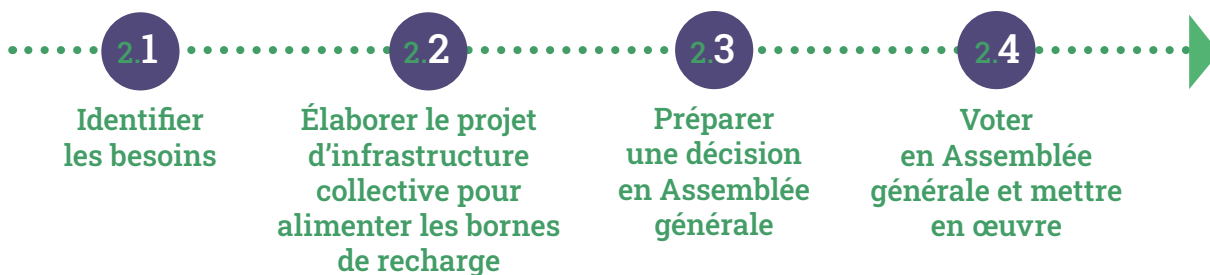 2.1
Identifier
les besoins
2.2
Élaborer le projet
d'infrastructure
collective pour
alimenter les bornes
de recharge
2.3
Préparer
une décision
en Assemblée
générale
2.4
Voter
en Assemblée
générale et mettre
en œuvre